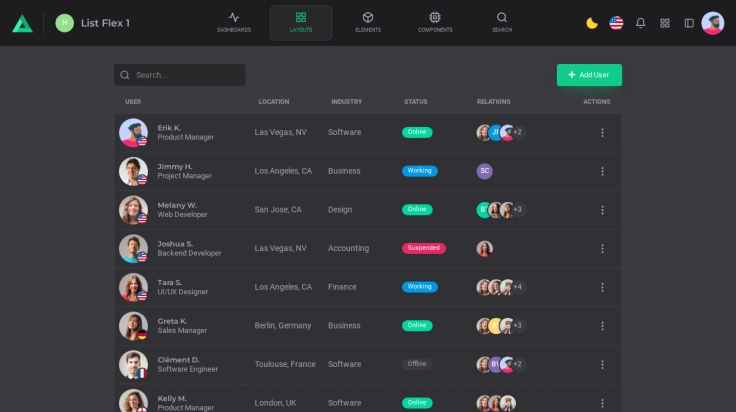 H List Flex 1
DASHBOARDS
LAYOUTS
ELEMENTS
COMPONENTS
SEARCH
Search...
Add User
USER LOCATION INDUSTRY STATUS RELATIONS ACTIONS
Erik K.
Product Manager
Las Vegas, NV Software Online +2
Jimmy H.
Project Manager
Los Angeles, CA Business Working SC
Melany W.
Web Developer
San Jose, CA Design Online +3
Joshua S.
Backend Developer
Las Vegas, NV Accounting Suspended
Tara S.
UI/UX Designer
Los Angeles, CA Finance Working +4
Greta K.
Sales Manager
Berlin, Germany Business Online +3
Clément D.
Software Engineer
Toulouse, France Software Offline +2
Kelly M.
Product Manager
London, UK Software Online